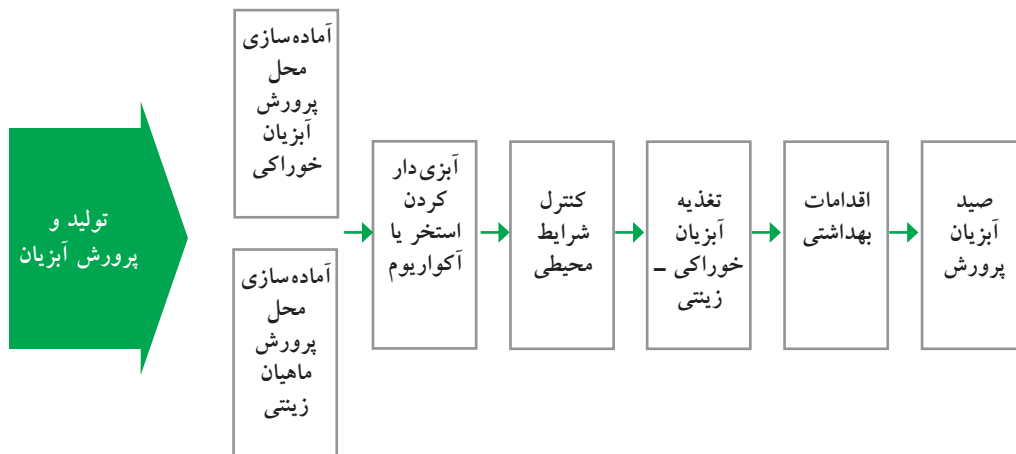 تولید و
پرورش آبزیان
آماده‌سازی
محل
پرورش
آبزیان
خوراکی
آماده‌سازی
محل
پرورش
ماهیان
زینتی
آبزی‌دار
کردن
استخر یا
آکواریوم
کنترل
شرایط
محیطی
تغذیه
آبزیان
خوراکی ـ
زینتی
اقدامات
بهداشتی
صید
آبزیان
پرورش